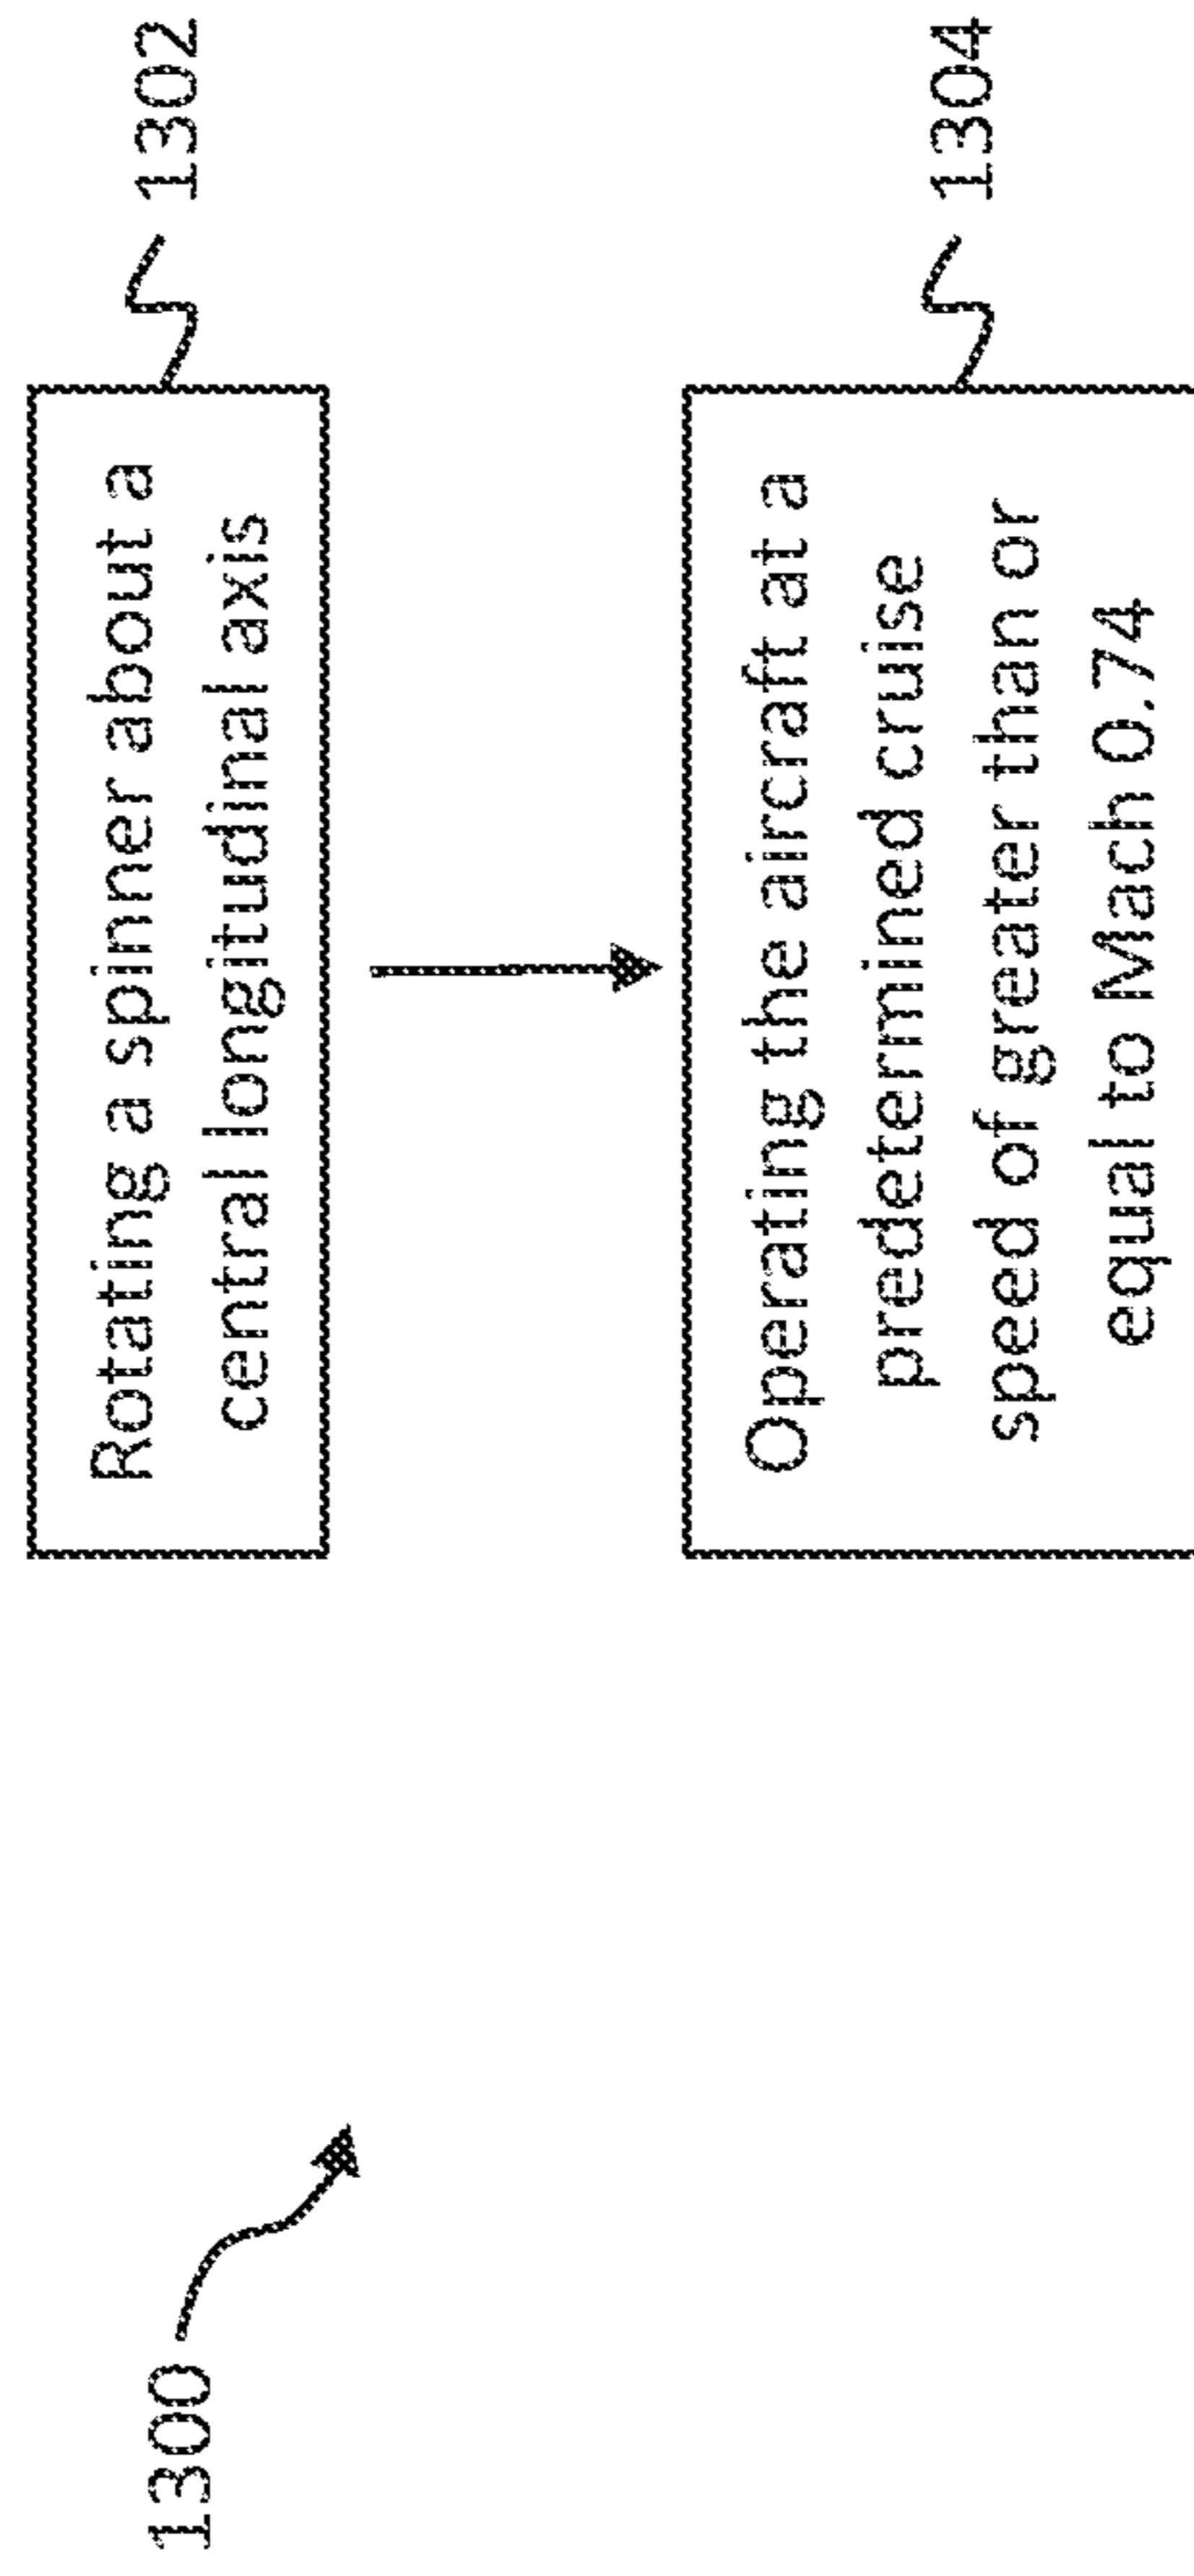 1300
Rotating a spinner about a
central longitudinal axis
1302
Operating the aircraft at a
predetermined cruise
speed of greater than or
equal to Mach 0.74
1304